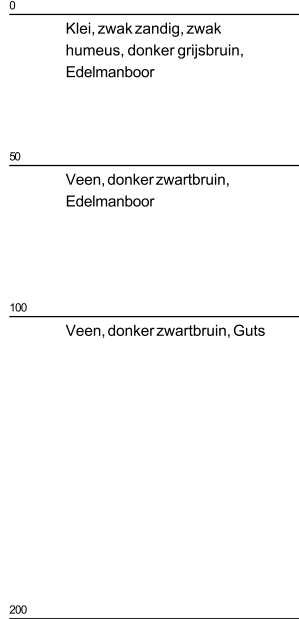 0
Klei, zwak zandig, zwak
humeus, donker grijsbruin,
Edelmanboor
50
Veen, donker zwartbruin,
Edelmanboor
100
Veen, donker zwartbruin, Guts
200